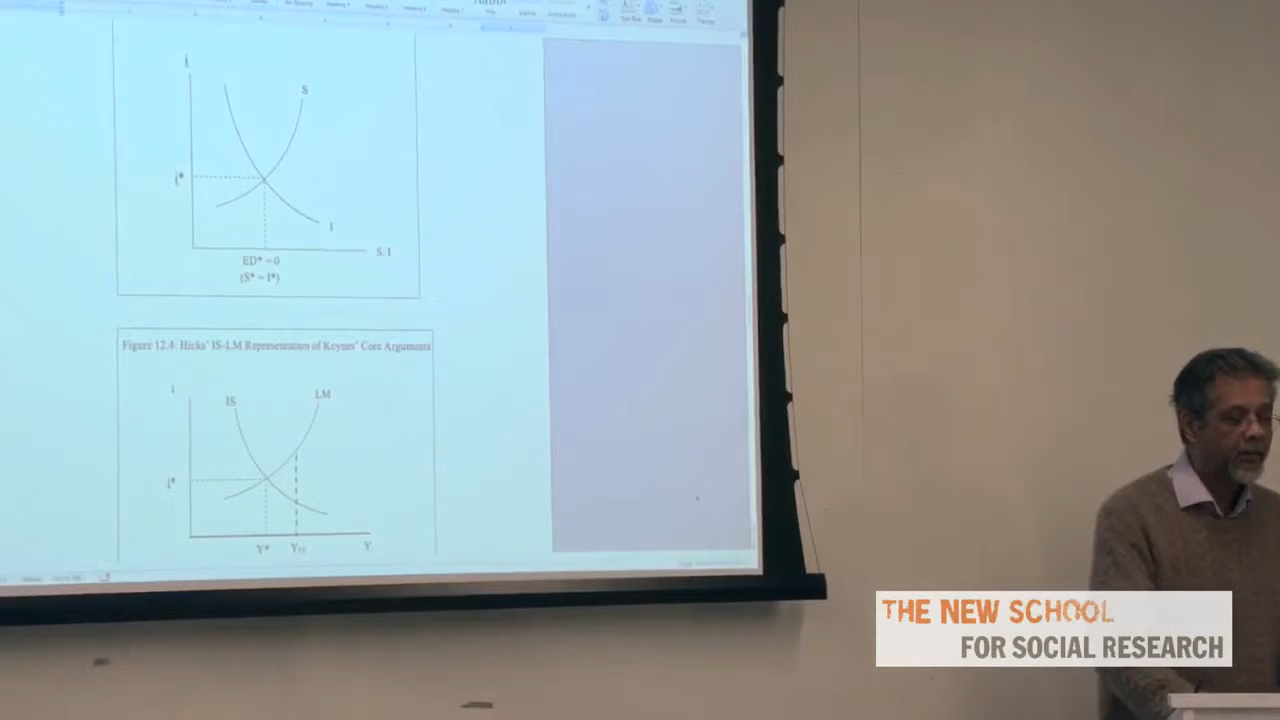 i
S
i*
I
S. I
ED* = 0
(S* = I*)
Figure 12.4: Hicks' IS-LM Representation of Keynes' Core Arguments
i
IS
LM
i*
Y*
Y
THE NEW SCHOOL
FOR SOCIAL RESEARCH